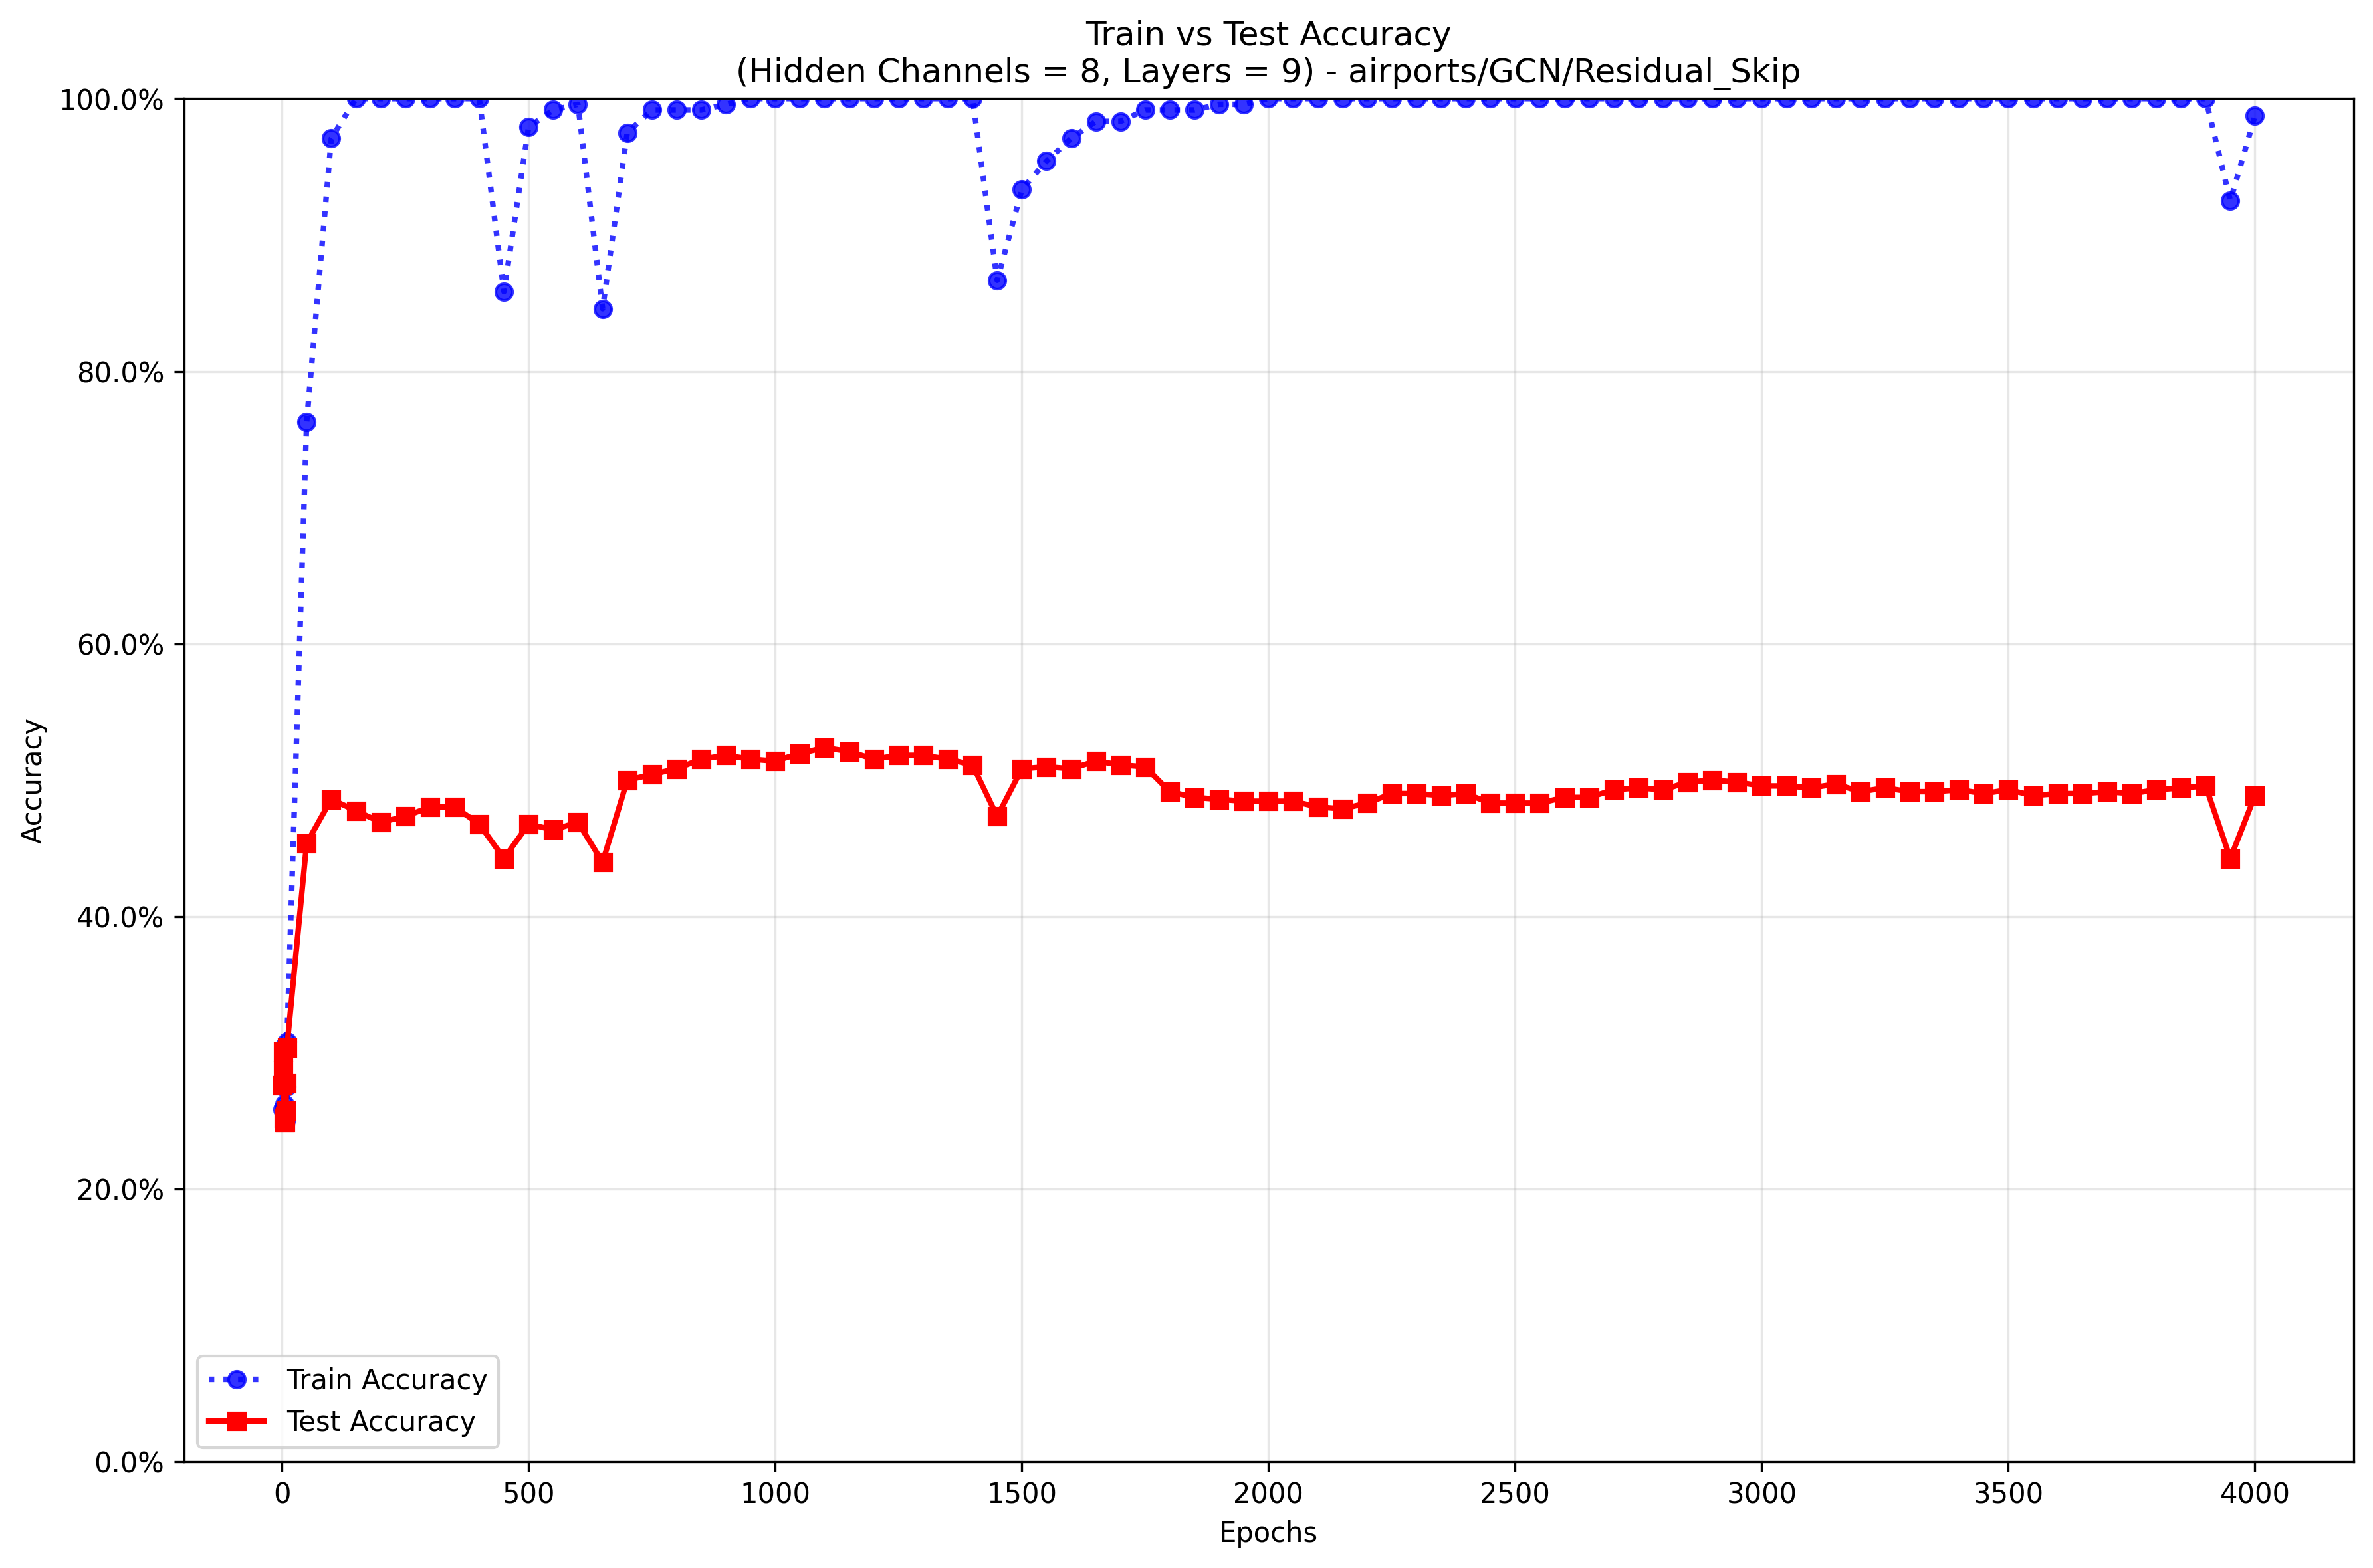 Train vs Test Accuracy
(Hidden Channels = 8, Layers = 9) - airports/GCN/Residual_Skip
100.0%
80.0%
60.0%
40.0%
20.0%
0.0%
Accuracy
Train Accuracy
Test Accuracy
0 500 1000 1500 2000 2500 3000 3500 4000
Epochs